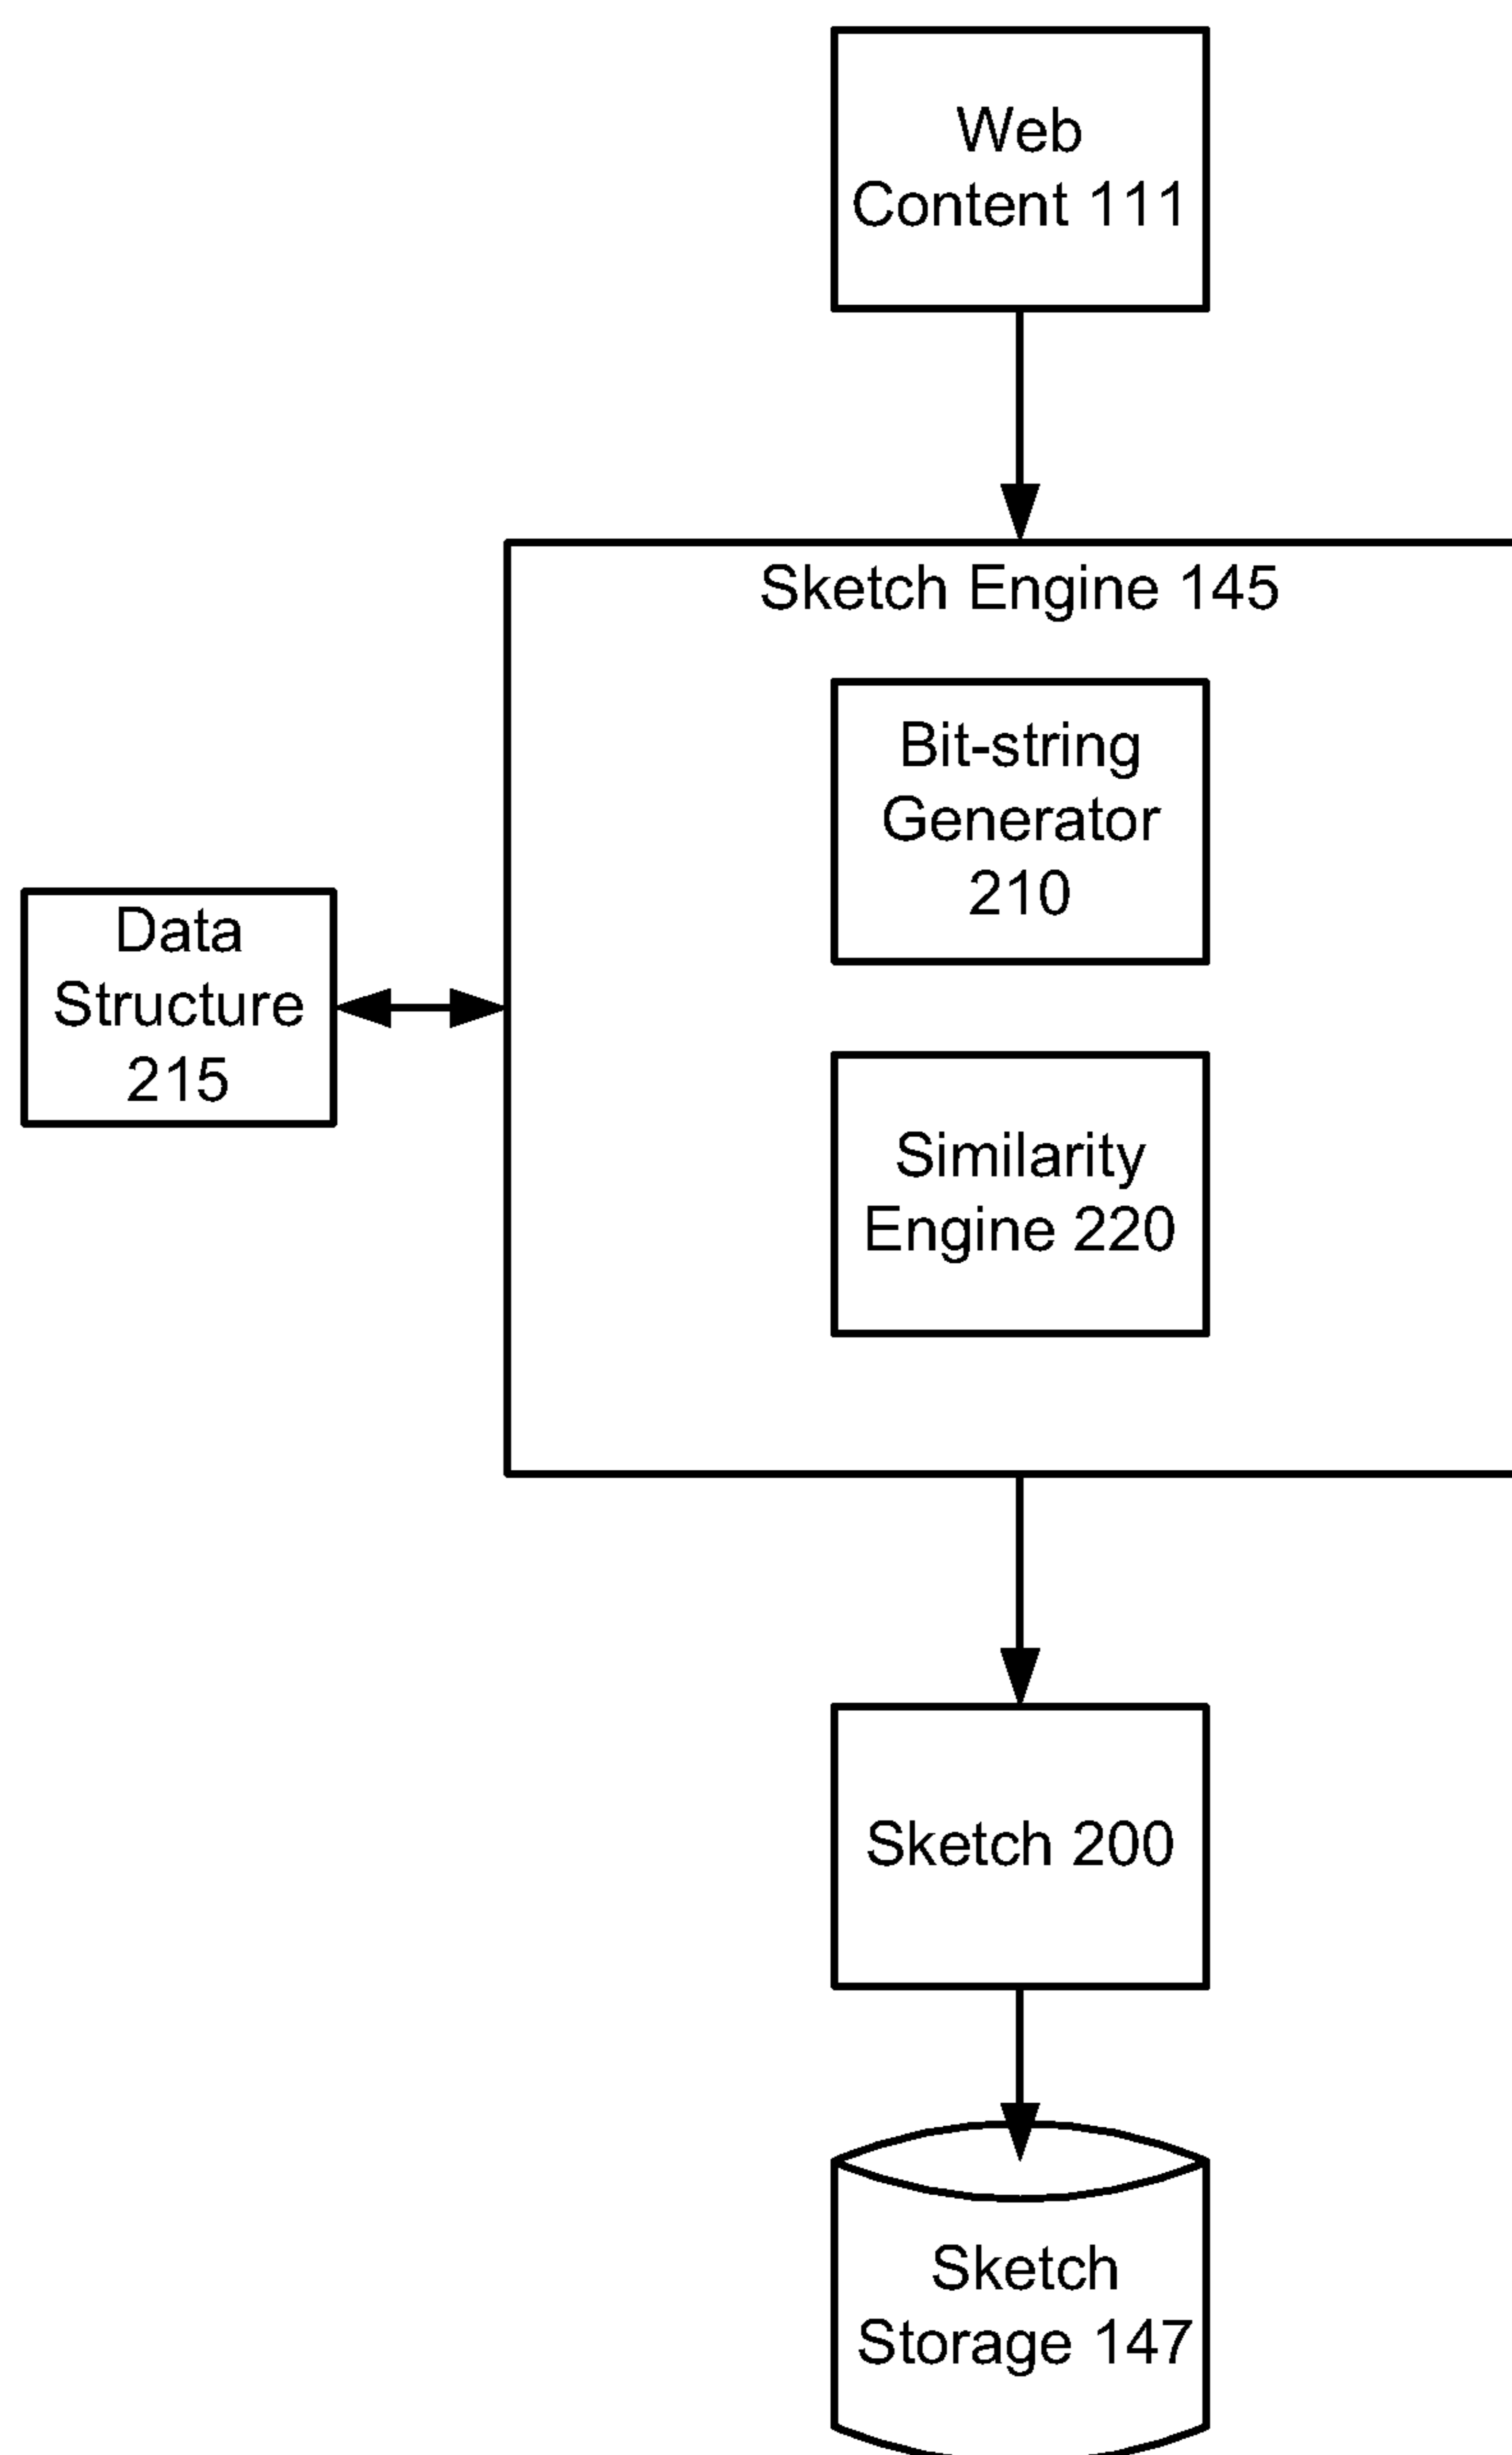 Web
Content 111
Sketch Engine 145
Bit-string
Generator
210
Data
Structure
215
Similarity
Engine 220
Sketch 200
Sketch
Storage 147